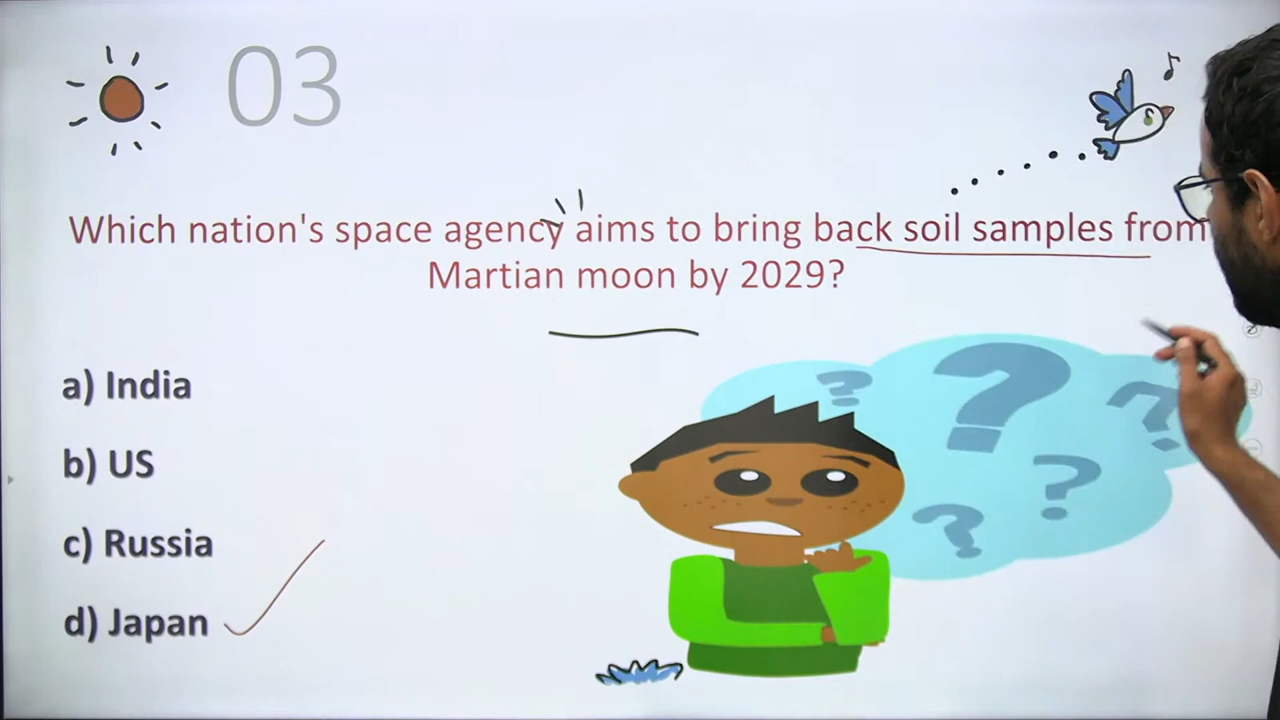 03
Which nation's space agency aims to bring back soil samples from
Martian moon by 2029?
a) India
b) US
c) Russia
d) Japan